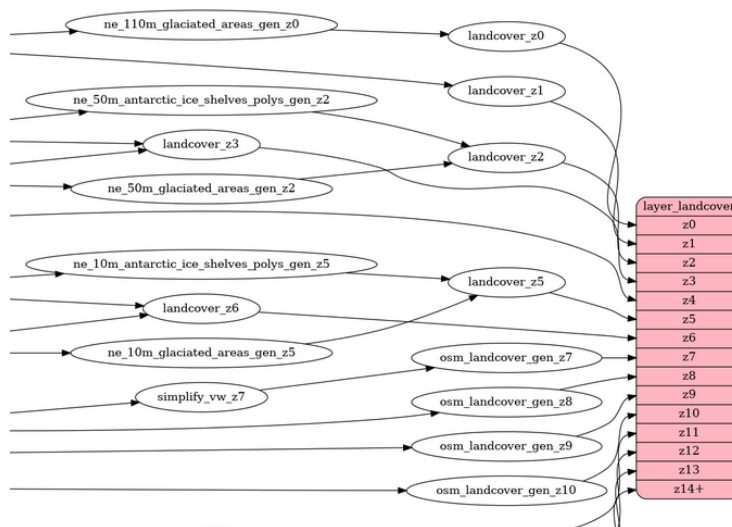 ne_110m_glaciated_areas_gen_z0
landcover_z0
landcover_z1
ne_50m_antarctic_ice_shelves_polys_gen_z2
landcover_z3
landcover_z2
ne_50m_glaciated_areas_gen_z2
layer_landcover
z0
z1
z2
z3
z4
z5
z6
z7
z8
z9
z10
z11
z12
z13
z14+
ne_10m_antarctic_ice_shelves_polys_gen_z5
landcover_z5
landcover_z6
ne_10m_glaciated_areas_gen_z5
osm_landcover_gen_z7
simplify_vw_z7
osm_landcover_gen_z8
osm_landcover_gen_z9
osm_landcover_gen_z10